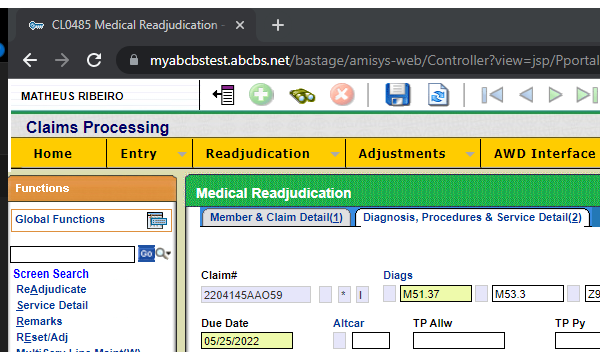 CL0485 Medical Readjudication -
myabcbstest.abcbs.net/bastage/amisys-web/Controller?view=jsp/Pportal
MATHEUS RIBEIRO
Claims Processing
Home Entry Readjudication Adjustments AWD Interface
Functions
Medical Readjudication
Global Functions
Member & Claim Detail(1) Diagnosis, Procedures & Service Detail(2)
Go
Screen Search
Claim# Diags
ReAdjudicate
2204145AAO59 * I M51.37 M53.3 Z9
Service Detail
Remarks
Due Date Altcar TP Allw TP Py
REset/Adj
05/25/2022
MultiServ Line Maint(W)